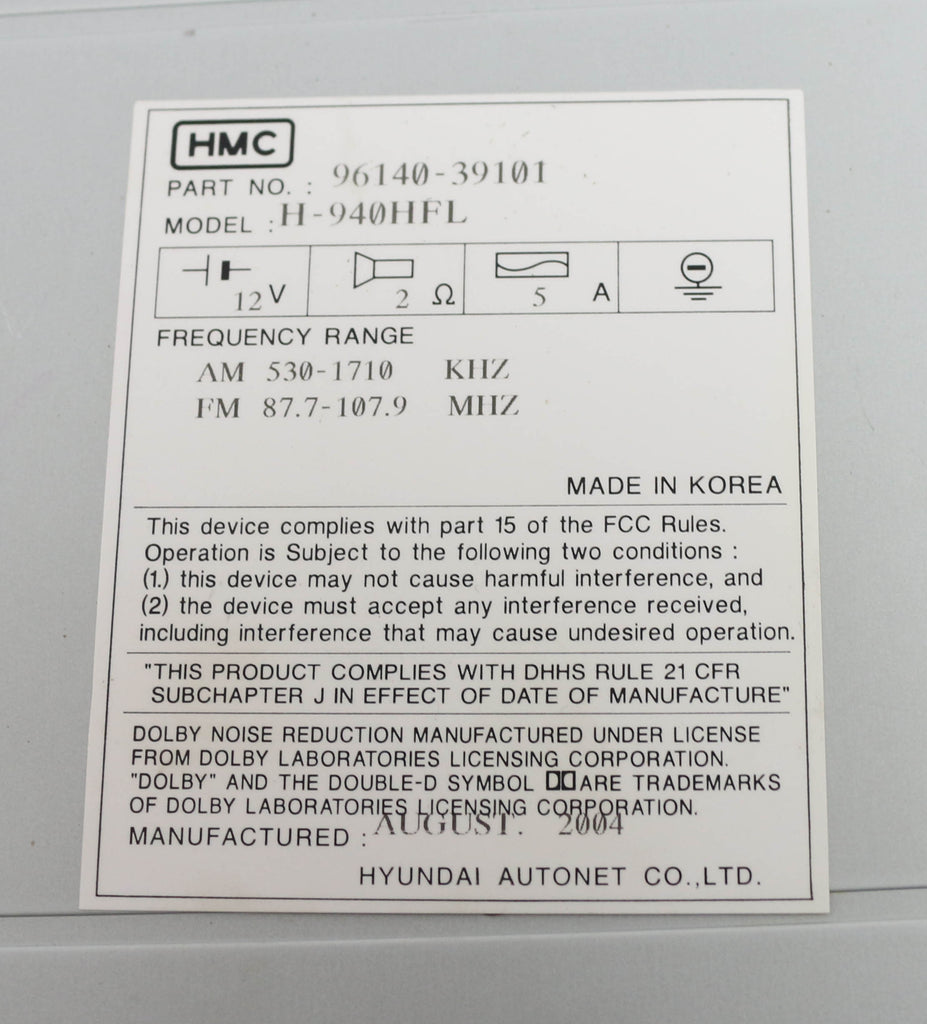 HMC
PART NO. : 96140-39101
MODEL : H-940HFL
12 V 2 Ω 5 A
FREQUENCY RANGE
AM 530-1710 KHZ
FM 87.7-107.9 MHZ
MADE IN KOREA
This device complies with part 15 of the FCC Rules.
Operation is Subject to the following two conditions :
(1.) this device may not cause harmful interference, and
(2) the device must accept any interference received,
including interference that may cause undesired operation.
"THIS PRODUCT COMPLIES WITH DHHS RULE 21 CFR
SUBCHAPTER J IN EFFECT OF DATE OF MANUFACTURE"
DOLBY NOISE REDUCTION MANUFACTURED UNDER LICENSE
FROM DOLBY LABORATORIES LICENSING CORPORATION.
"DOLBY" AND THE DOUBLE-D SYMBOL DD ARE TRADEMARKS
OF DOLBY LABORATORIES LICENSING CORPORATION.
MANUFACTURED : AUGUST. 2004
HYUNDAI AUTONET CO.,LTD.